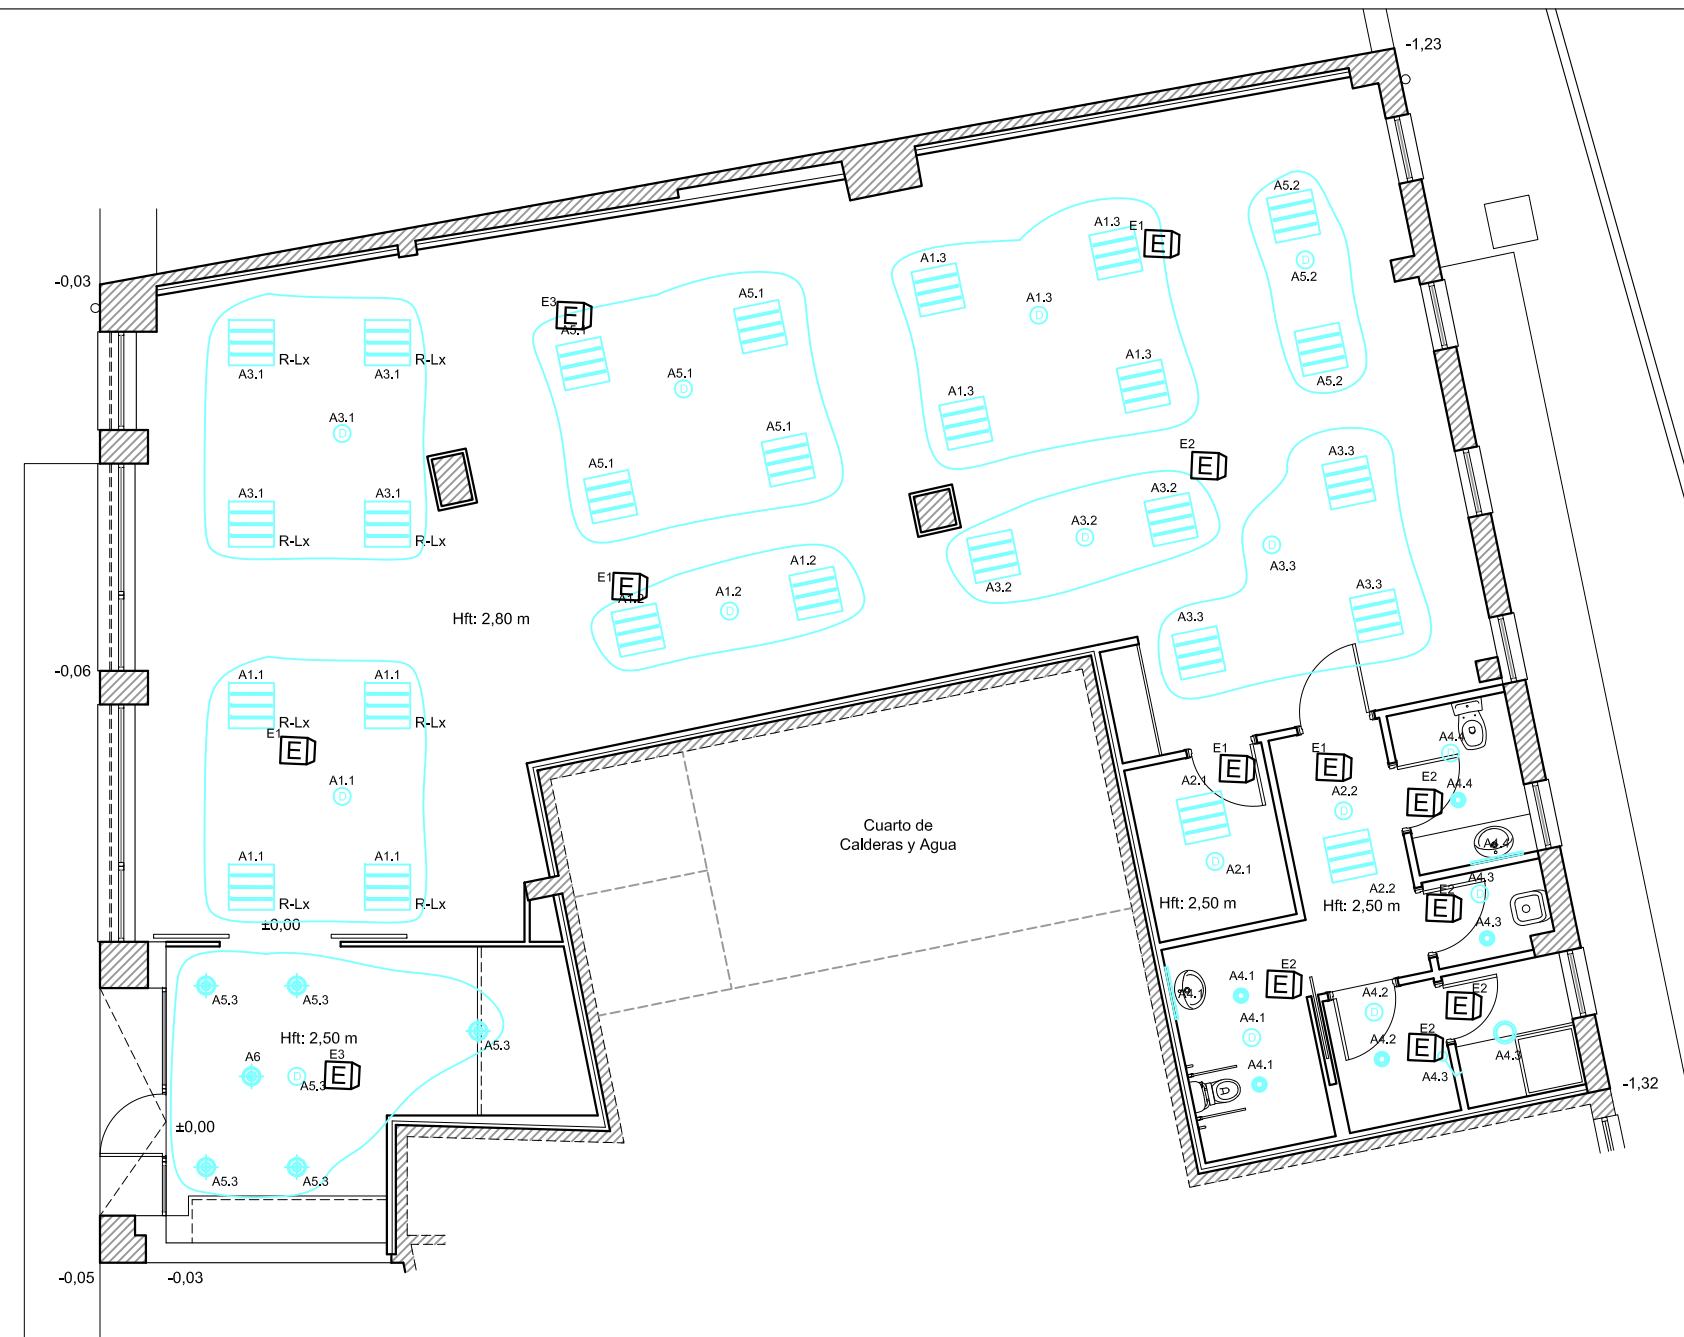 -1,23
A5.2
A1.3
E1
E
A1.3
D
A5.2
-0,03
A5.1
E3
E
A5.1
A1.3
D
R-Lx
R-Lx
A3.1
A3.1
A5.1
D
A1.3
A5.2
A1.3
A3.1
D
A5.1
A5.1
E2
E
A3.3
A3.1
A3.1
A3.2
A3.2
D
R-Lx
R-Lx
D
A3.3
E1
E
A1.2
A1.2
D
A1.2
A3.2
A3.3
A3.3
Hft: 2,80 m
-0,06
A1.1
A1.1
R-Lx
R-Lx
E1
E
A4.4
D
E1
E
E1
E
A2.1
E2
E
A4.4
A1.1
D
A2.2
D
Cuarto de
Calderas y Agua
A4.4
A1.1
A1.1
D
A2.1
A4.3
D
A2.2
R-Lx
R-Lx
Hft: 2,50 m
Hft: 2,50 m
E2
E
±0,00
A4.3
A5.3
A5.3
A4.1
A4.1
E2
E
A4.2
D
E2
E
A4.1
D
Hft: 2,50 m
A5.3
E2
E
A4.2
A4.3
A6
E3
E
D
A5.3
A4.1
A4.3
-1,32
±0,00
A5.3
A5.3
-0,05
-0,03